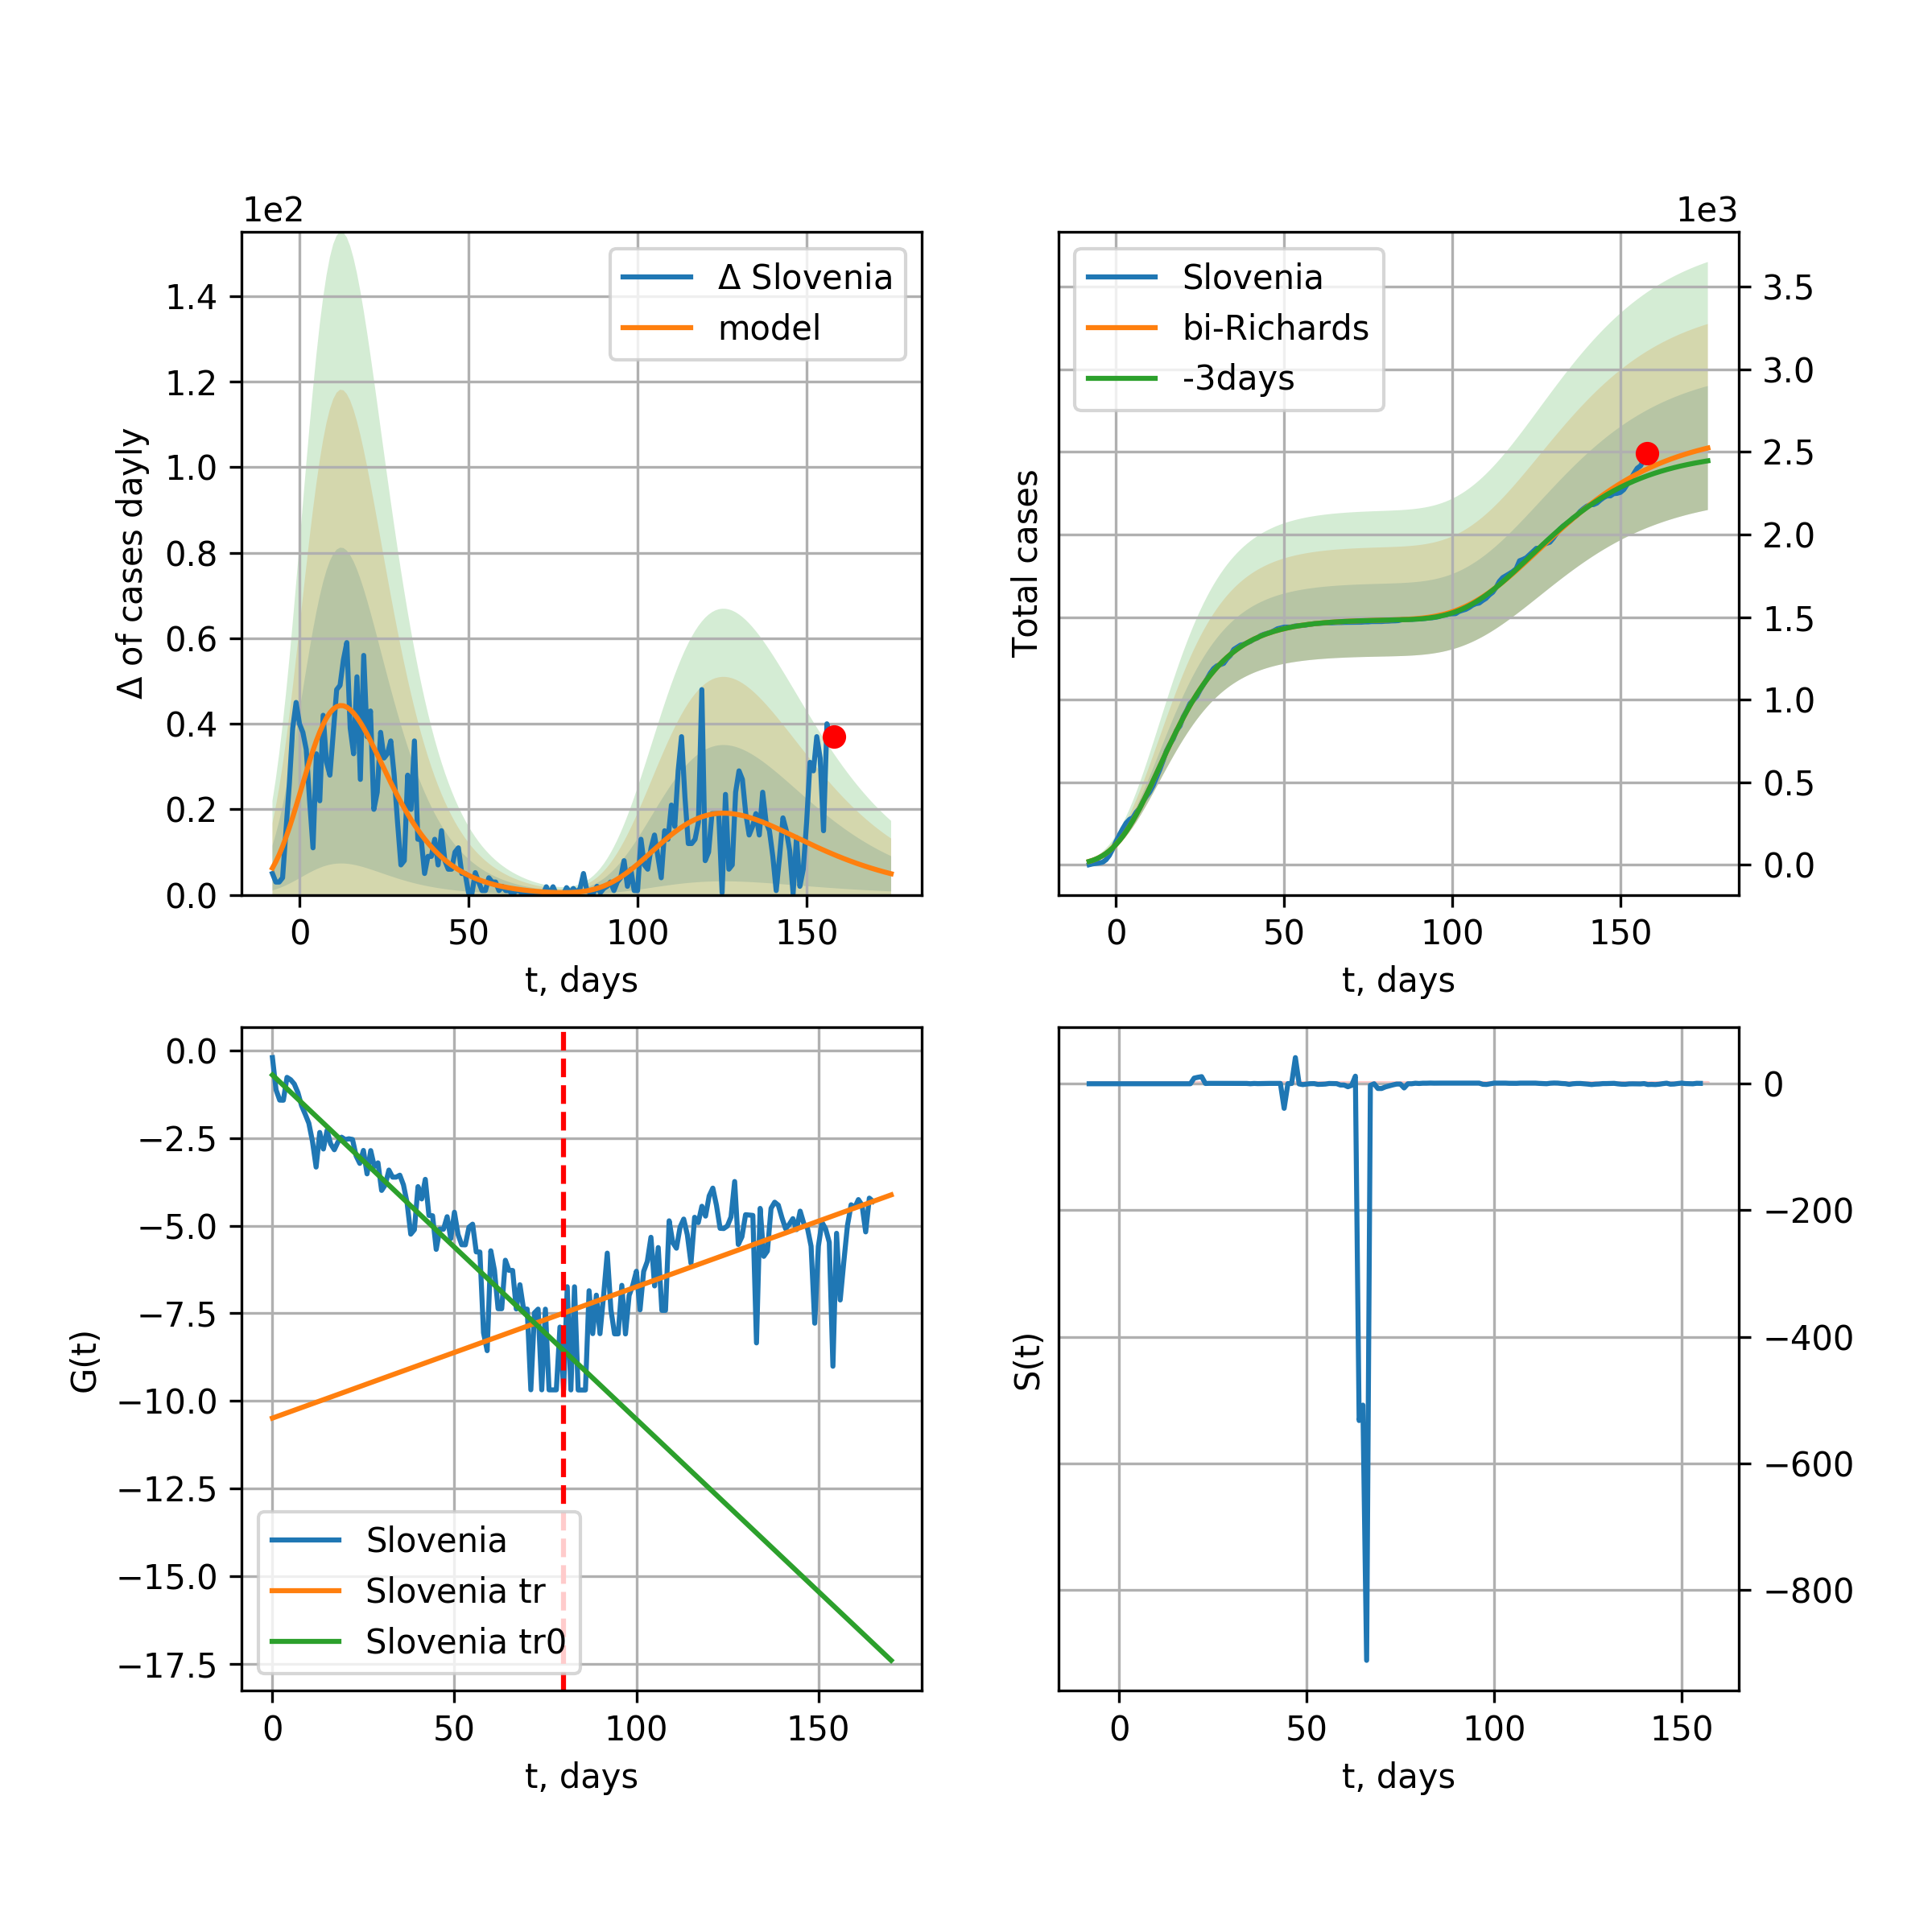 1e2
Δ Slovenia
model
1.4
1.2
1.0
0.8
0.6
0.4
0.2
0.0
Δ of cases dayly
0 50 100 150
t, days
1e3
Slovenia
bi-Richards
-3days
3.5
3.0
2.5
2.0
1.5
1.0
0.5
0.0
Total cases
0 50 100 150
t, days
0.0
−2.5
−5.0
−7.5
−10.0
−12.5
−15.0
−17.5
G(t)
Slovenia
Slovenia tr
Slovenia tr0
0 50 100 150
t, days
0
−200
−400
−600
−800
S(t)
0 50 100 150
t, days